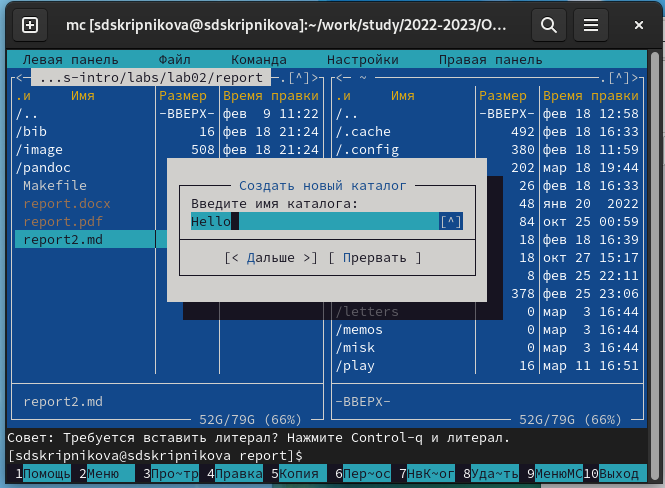 mc [sdskripnikova@sdskripnikova]:~/work/study/2022-2023/О…
Левая панель Файл Команда Настройки Правая панель
<─ …s-intro/labs/lab02/report ─.[^]> <─ ~ ─.[^]>
.и Имя Размер Время правки .и Имя Размер Время правки
/.. -ВВЕРХ- фев 9 11:22 /.. -ВВЕРХ- фев 18 12:58
/bib 16 фев 18 21:24 /.cache 492 фев 18 16:33
/image 508 фев 18 21:24 /.config 380 фев 18 11:59
/pandoc 202 мар 18 19:44
Makefile 26 фев 18 16:33
Создать новый каталог
report.docx 48 янв 20 2022
Введите имя каталога:
report.pdf 84 окт 25 00:59
Hello [^]
report2.md 18 фев 18 16:39
18 окт 27 15:17
[< Дальше >] [ Прервать ]
8 фев 25 22:11
378 фев 25 23:06
/letters 0 мар 3 16:44
/memos 0 мар 3 16:44
/misk 0 мар 3 16:44
/play 16 мар 11 16:51
report2.md -ВВЕРХ-
52G/79G (66%) 52G/79G (66%)
Совет: Требуется вставить литерал? Нажмите Control-q и литерал.
[sdskripnikova@sdskripnikova report]$
1Помощь 2Меню 3Про~тр 4Правка 5Копия 6Пер~ос 7НвК~ог 8Уда~ть 9МенюМС 10Выход